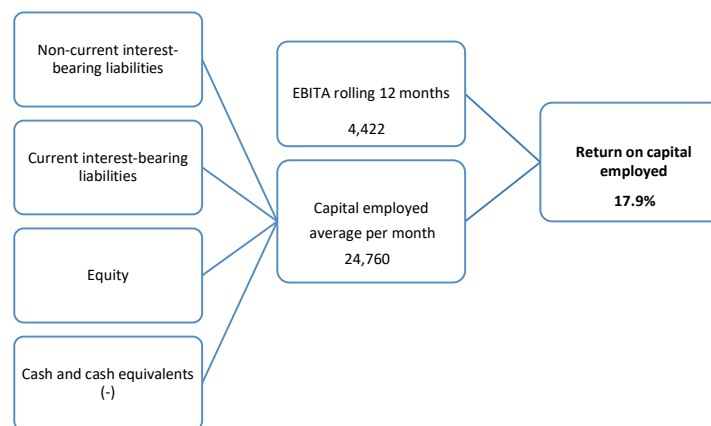 Non-current interest-
bearing liabilities
Current interest-bearing
liabilities
Equity
Cash and cash equivalents
(-)
EBITA rolling 12 months
4,422
Capital employed
average per month
24,760
Return on capital
employed
17.9%